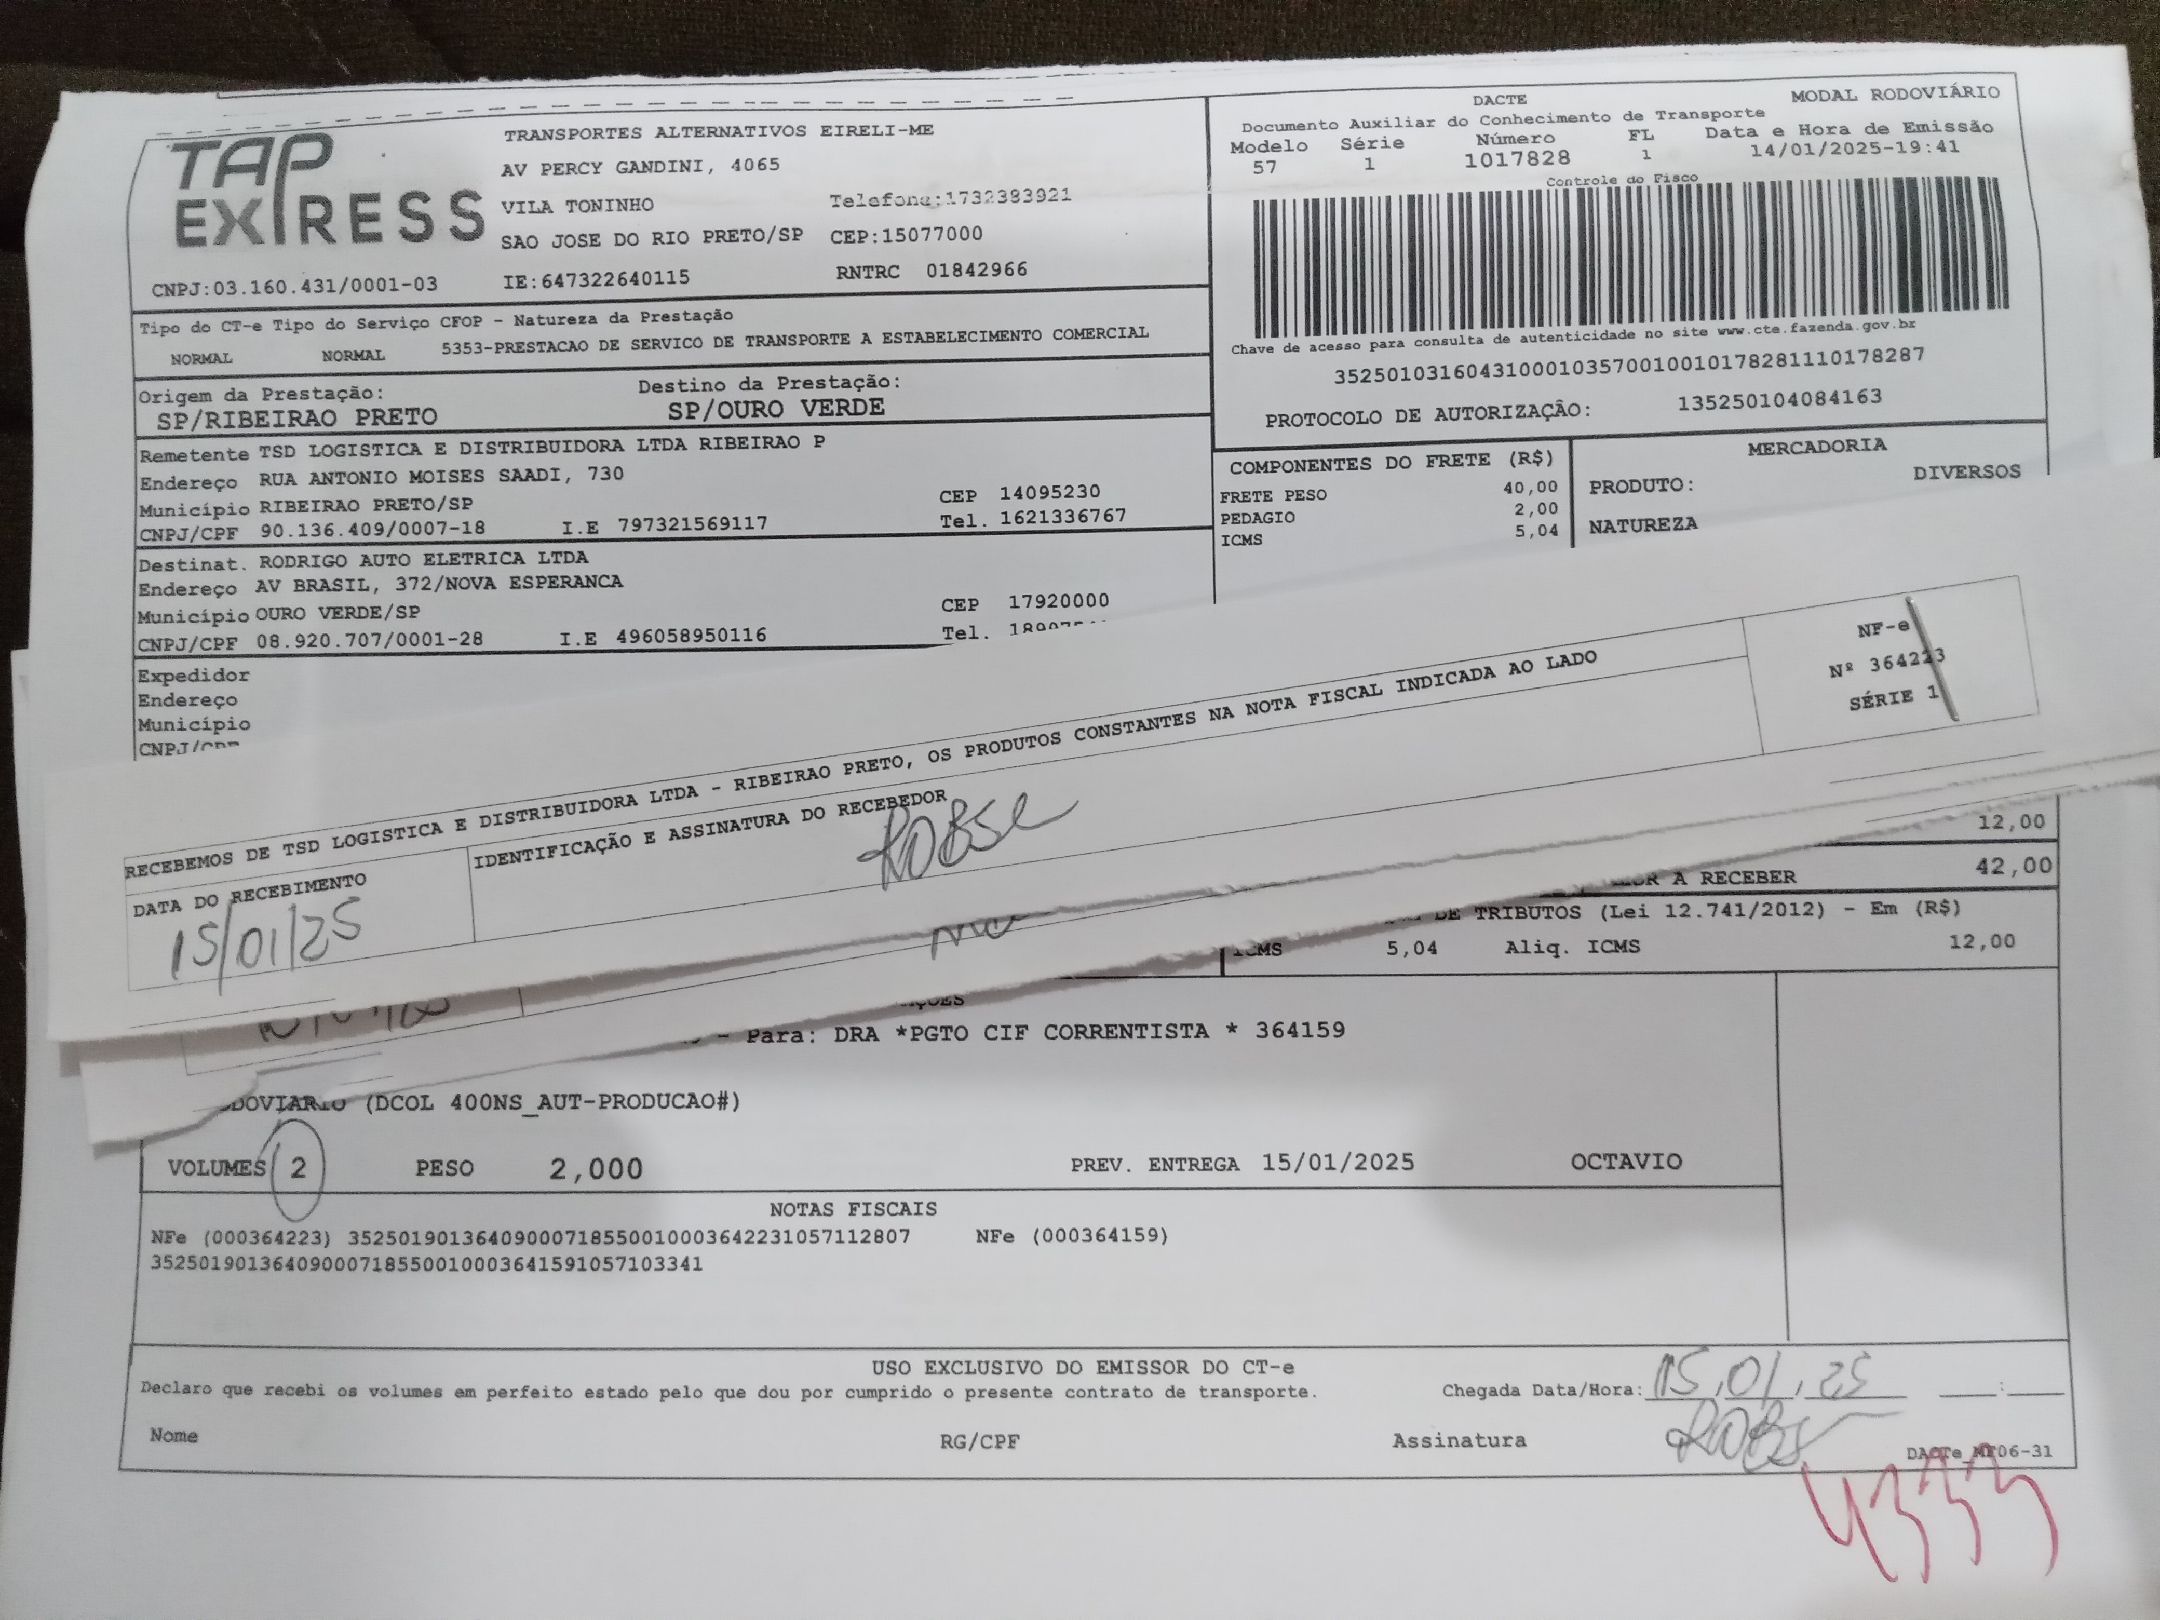 TAP EXPRESS
TRANSPORTES ALTERNATIVOS EIRELI-ME
AV PERCY GANDINI, 4065
VILA TONINHO Telefone:1732383921
SAO JOSE DO RIO PRETO/SP CEP:15077000
CNPJ:03.160.431/0001-03 IE:647322640115 RNTRC 01842966
DACTE MODAL RODOVIÁRIO
Documento Auxiliar do Conhecimento de Transporte
Modelo Série Número FL Data e Hora de Emissão
57 1 1017828 1 14/01/2025-19:41
Controle do Fisco
Chave de acesso para consulta de autenticidade no site www.cte.fazenda.gov.br
35250103160431000103570010010178281110178287
PROTOCOLO DE AUTORIZAÇÃO: 135250104084163
Tipo do CT-e Tipo do Serviço CFOP - Natureza da Prestação
NORMAL NORMAL 5353-PRESTACAO DE SERVICO DE TRANSPORTE A ESTABELECIMENTO COMERCIAL
Origem da Prestação: Destino da Prestação:
SP/RIBEIRAO PRETO SP/OURO VERDE
Remetente TSD LOGISTICA E DISTRIBUIDORA LTDA RIBEIRAO P
Endereço RUA ANTONIO MOISES SAADI, 730
Município RIBEIRAO PRETO/SP CEP 14095230
CNPJ/CPF 90.136.409/0007-18 I.E 797321569117 Tel. 1621336767
COMPONENTES DO FRETE (R$)
FRETE PESO 40,00
PEDAGIO 2,00
ICMS 5,04
MERCADORIA
PRODUTO: DIVERSOS
NATUREZA
Destinat. RODRIGO AUTO ELETRICA LTDA
Endereço AV BRASIL, 372/NOVA ESPERANCA
Município OURO VERDE/SP CEP 17920000
CNPJ/CPF 08.920.707/0001-28 I.E 496058950116 Tel.
Expedidor
Endereço
Município
CNPJ/CPF
RECEBEMOS DE TSD LOGISTICA E DISTRIBUIDORA LTDA - RIBEIRAO PRETO, OS PRODUTOS CONSTANTES NA NOTA FISCAL INDICADA AO LADO
NF-e
Nº 364223
SÉRIE 1
DATA DO RECEBIMENTO IDENTIFICAÇÃO E ASSINATURA DO RECEBEDOR
15/01/25
12,00
A RECEBER 42,00
DE TRIBUTOS (Lei 12.741/2012) - Em (R$)
ICMS 5,04 Aliq. ICMS 12,00
- Para: DRA *PGTO CIF CORRENTISTA * 364159
(DCOL 400NS_AUT-PRODUCAO#)
VOLUMES 2 PESO 2,000 PREV. ENTREGA 15/01/2025 OCTAVIO
NOTAS FISCAIS
NFe (000364223) 35250190136409000718550010003642231057112807 NFe (000364159)
35250190136409000718550010003641591057103341
USO EXCLUSIVO DO EMISSOR DO CT-e
Declaro que recebi os volumes em perfeito estado pelo que dou por cumprido o presente contrato de transporte. Chegada Data/Hora: 15,01,25
Nome RG/CPF Assinatura